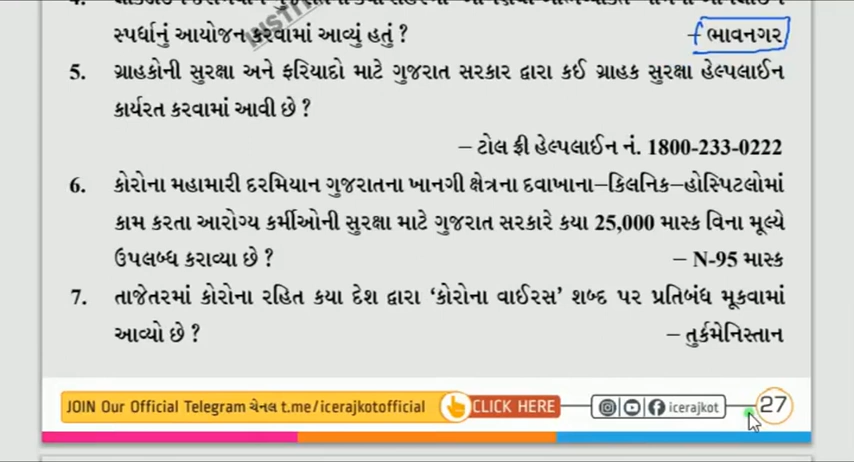 સ્પર્ધાનું આયોજન કરવામાં આવ્યું હતું ? – ભાવનગર
5. ગ્રાહકોની સુરક્ષા અને ફરિયાદો માટે ગુજરાત સરકાર દ્વારા કઈ ગ્રાહક સુરક્ષા હેલ્પલાઈન
કાર્યરત કરવામાં આવી છે ?
– ટોલ ફ્રી હેલ્પલાઈન નં. 1800-233-0222
6. કોરોના મહામારી દરમિયાન ગુજરાતના ખાનગી ક્ષેત્રના દવાખાના–કિલનિક–હોસ્પિટલોમાં
કામ કરતા આરોગ્ય કર્મીઓની સુરક્ષા માટે ગુજરાત સરકારે કયા 25,000 માસ્ક વિના મૂલ્યે
ઉપલબ્ધ કરાવ્યા છે ? – N-95 માસ્ક
7. તાજેતરમાં કોરોના રહિત કયા દેશ દ્વારા ‘કોરોના વાઈરસ’ શબ્દ પર પ્રતિબંધ મૂકવામાં
આવ્યો છે ? – તુર્કમેનિસ્તાન
JOIN Our Official Telegram ચેનલ t.me/icerajkotofficial CLICK HERE icerajkot 27